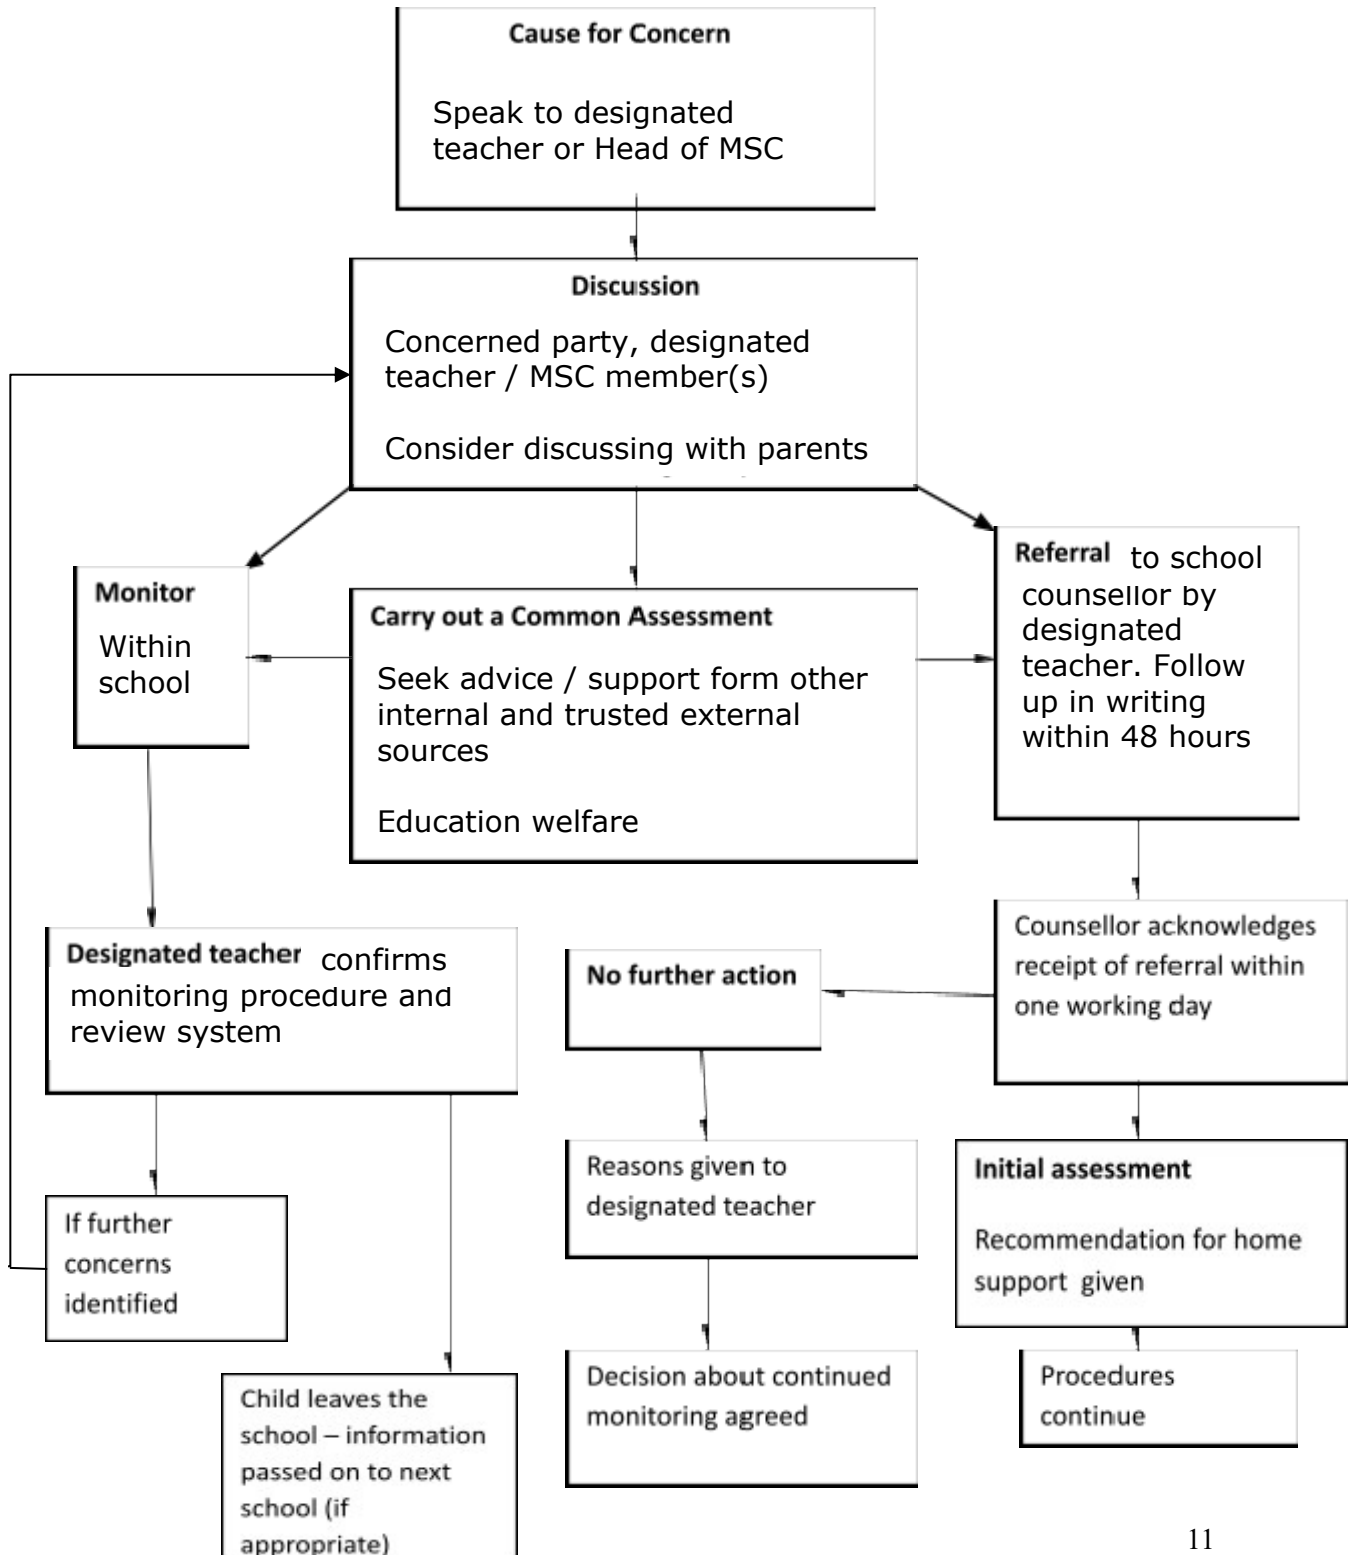 Cause for Concern
Speak to designated
teacher or Head of MSC
Discussion
Concerned party, designated
teacher / MSC member(s)
Consider discussing with parents
Monitor
Within
school
Carry out a Common Assessment
Seek advice / support form other
internal and trusted external
sources
Education welfare
Referral to school
counsellor by
designated
teacher. Follow
up in writing
within 48 hours
Designated teacher confirms
monitoring procedure and
review system
No further action
Counsellor acknowledges
receipt of referral within
one working day
If further
concerns
identified
Reasons given to
designated teacher
Initial assessment
Recommendation for home
support given
Child leaves the
school – information
passed on to next
school (if
appropriate)
Decision about continued
monitoring agreed
Procedures
continue
11